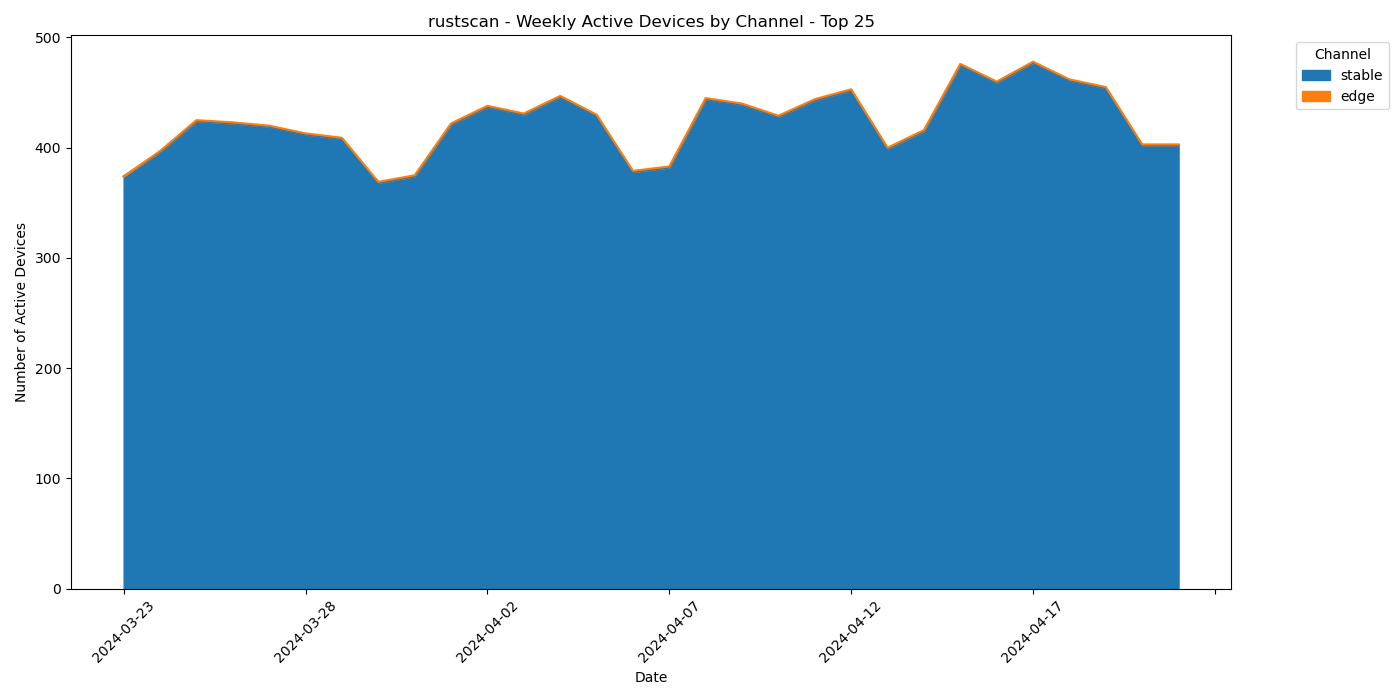 rustscan - Weekly Active Devices by Channel - Top 25
Channel
stable
edge
Number of Active Devices
500
400
300
200
100
0
2024-03-23
2024-03-28
2024-04-02
2024-04-07
2024-04-12
2024-04-17
Date